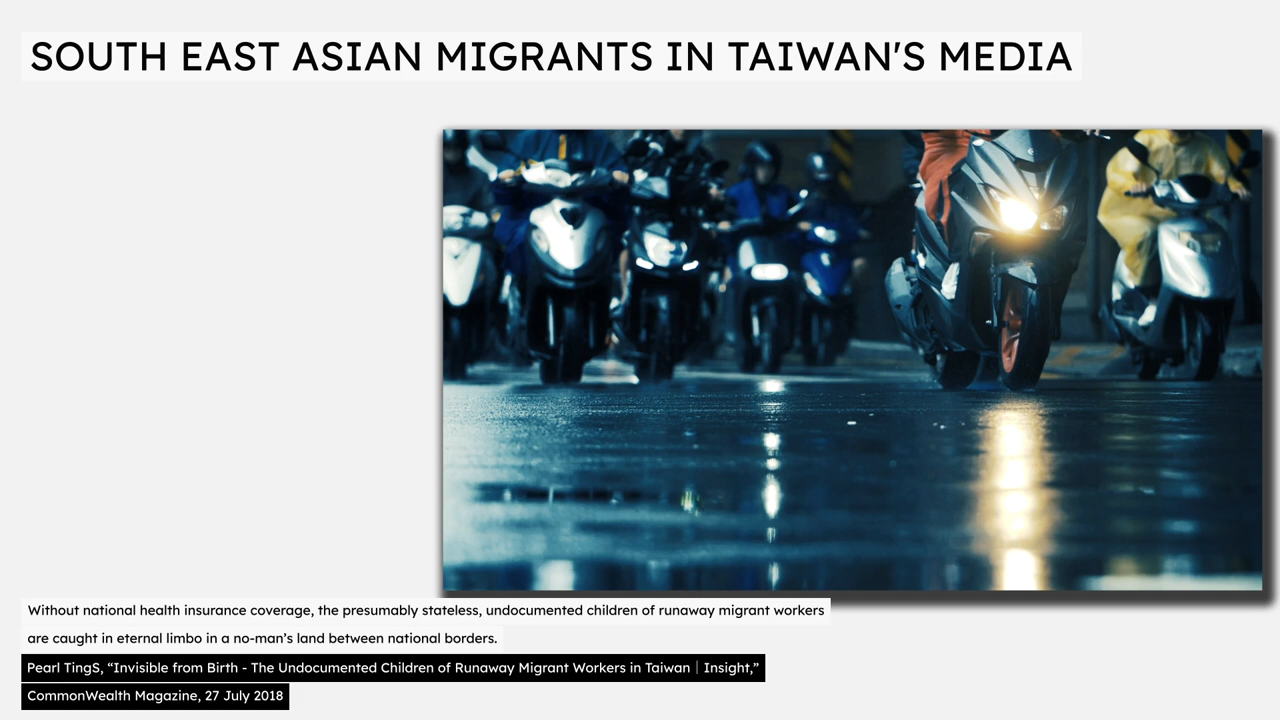 SOUTH EAST ASIAN MIGRANTS IN TAIWAN'S MEDIA
Without national health insurance coverage, the presumably stateless, undocumented children of runaway migrant workers
are caught in eternal limbo in a no-man’s land between national borders.
Pearl TingS, “Invisible from Birth - The Undocumented Children of Runaway Migrant Workers in Taiwan｜Insight,”
CommonWealth Magazine, 27 July 2018